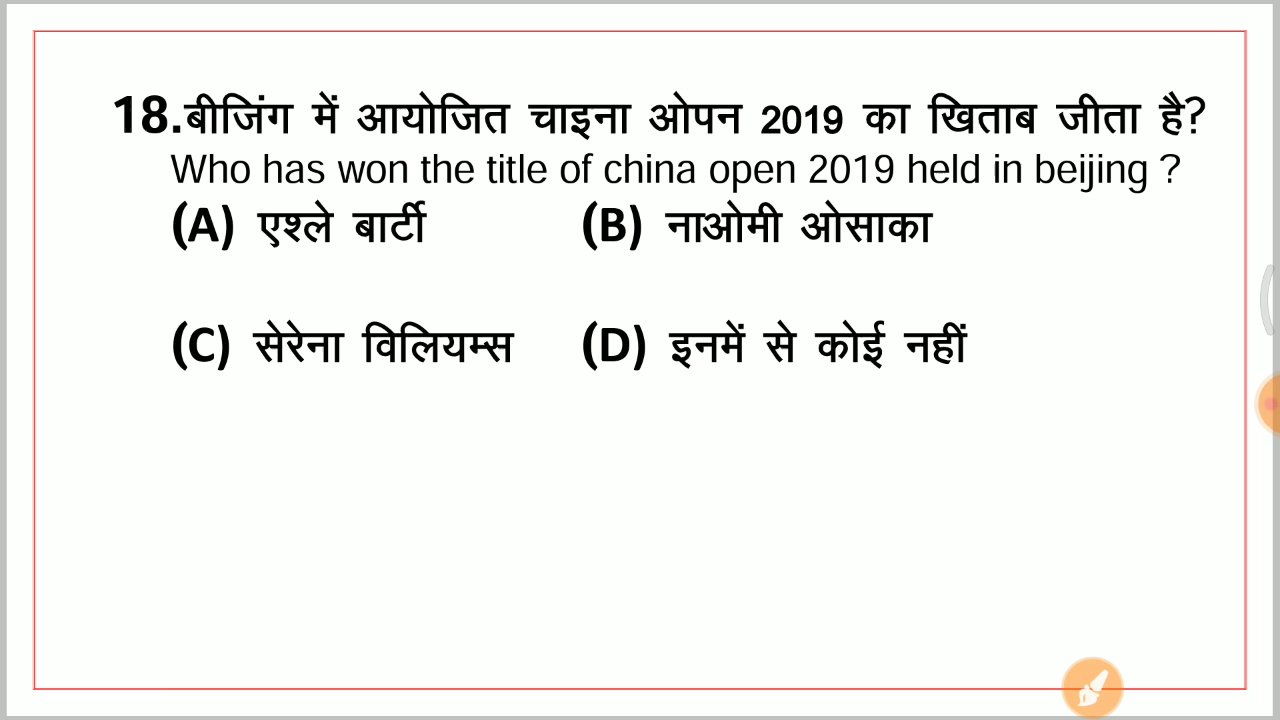 18.बीजिंग में आयोजित चाइना ओपन 2019 का खिताब जीता है?
Who has won the title of china open 2019 held in beijing ?
(A) एश्ले बार्टी (B) नाओमी ओसाका
(C) सेरेना विलियम्स (D) इनमें से कोई नहीं